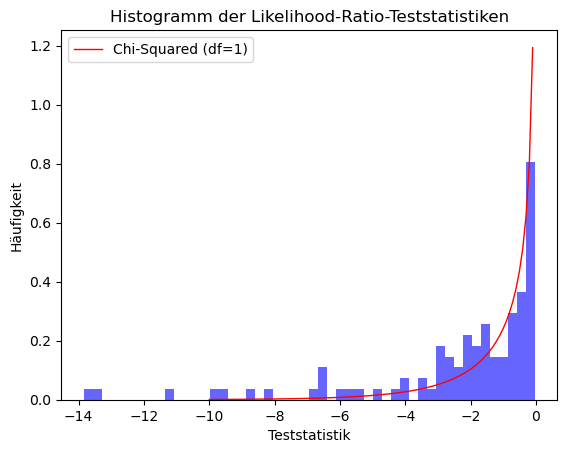 Histogramm der Likelihood-Ratio-Teststatistiken
Chi-Squared (df=1)
1.2
1.0
0.8
0.6
0.4
0.2
0.0
Häufigkeit
−14 −12 −10 −8 −6 −4 −2 0
Teststatistik